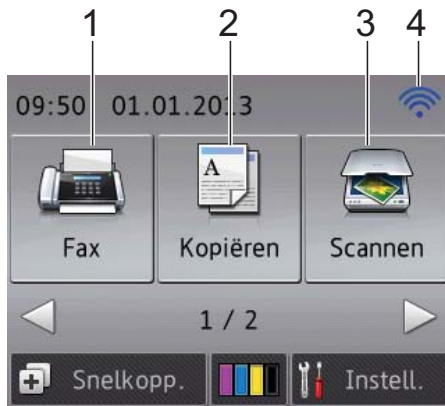 1 2 3 4
09:50 01.01.2013
A
Fax Kopiëren Scannen
1 / 2
Snelkopp. Instell.